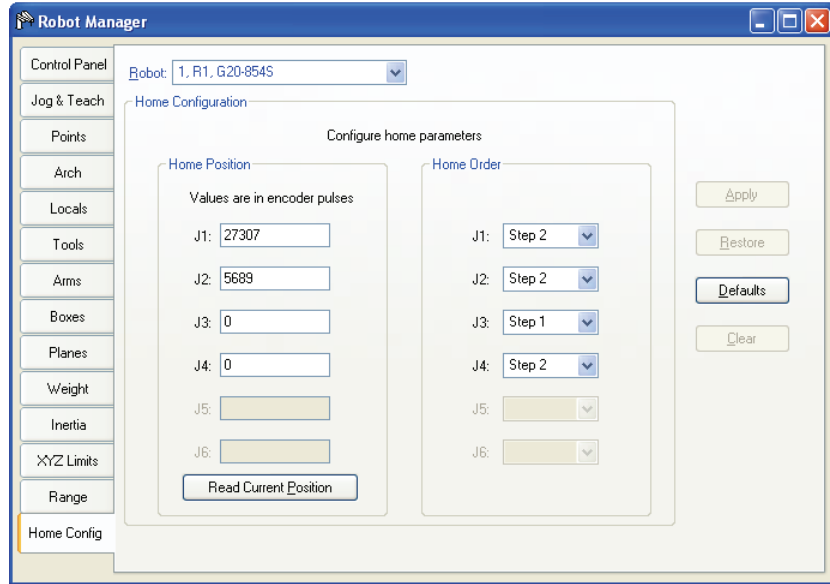 Robot Manager
Control Panel
Jog & Teach
Points
Arch
Locals
Tools
Arms
Boxes
Planes
Weight
Inertia
XYZ Limits
Range
Home Config
Robot: 1, R1, G20-854S
Home Configuration
Configure home parameters
Home Position
Values are in encoder pulses
J1: 27307
J2: 5689
J3: 0
J4: 0
J5:
J6:
Read Current Position
Home Order
J1: Step 2
J2: Step 2
J3: Step 1
J4: Step 2
J5:
J6:
Apply
Restore
Defaults
Clear